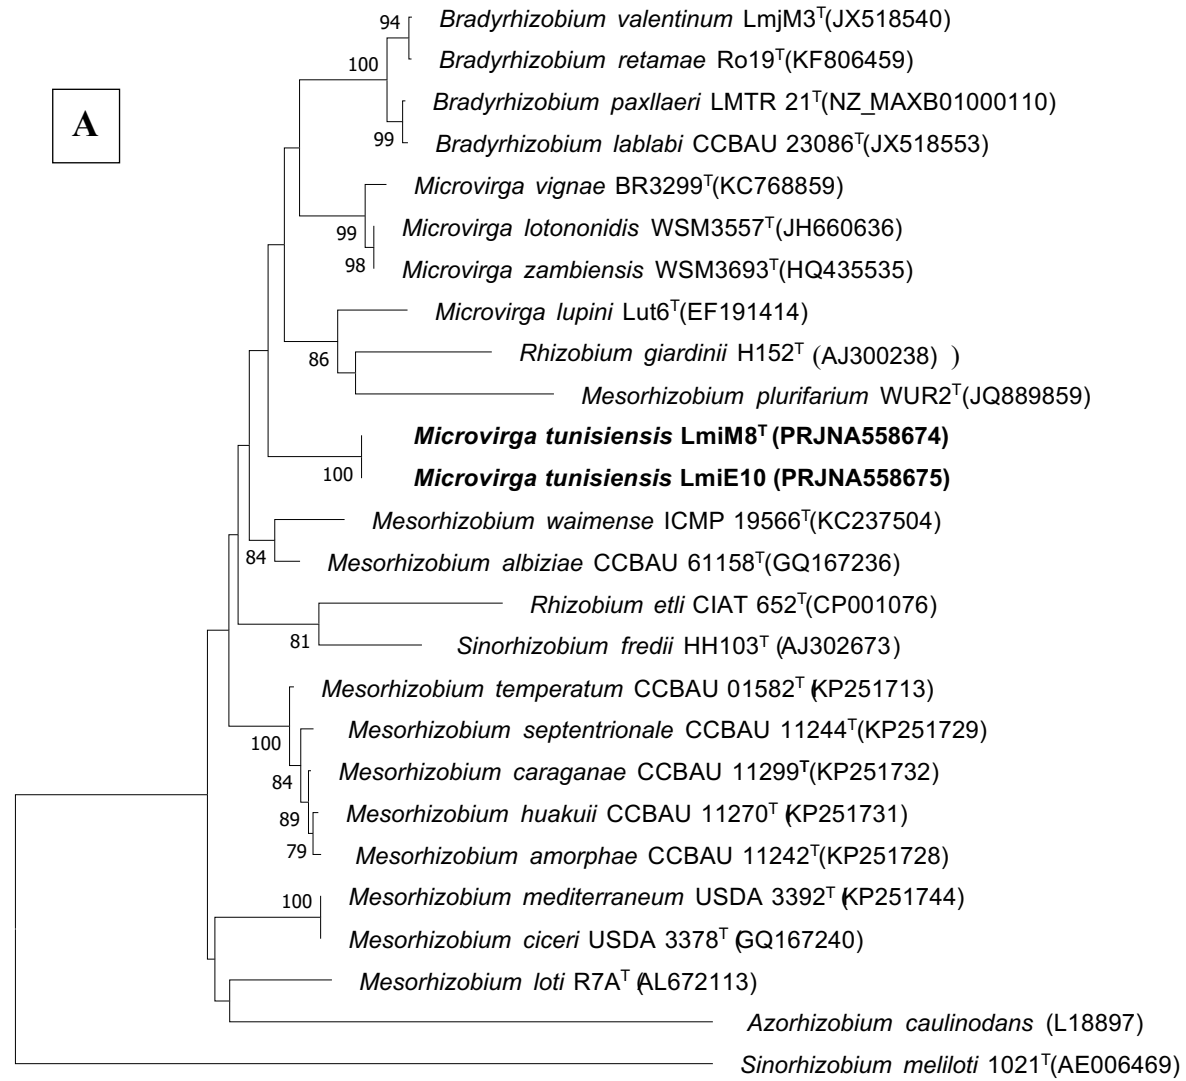 94
Bradyrhizobium valentinum LmjM3ᵀ(JX518540)
100
Bradyrhizobium retamae Ro19ᵀ(KF806459)
A
Bradyrhizobium paxllaeri LMTR 21ᵀ(NZ_MAXB01000110)
99
Bradyrhizobium lablabi CCBAU 23086ᵀ(JX518553)
Microvirga vignae BR3299ᵀ(KC768859)
99
Microvirga lotononidis WSM3557ᵀ(JH660636)
98
Microvirga zambiensis WSM3693ᵀ(HQ435535)
Microvirga lupini Lut6ᵀ(EF191414)
86
Rhizobium giardinii H152ᵀ (AJ300238) )
Mesorhizobium plurifarium WUR2ᵀ(JQ889859)
Microvirga tunisiensis LmiM8ᵀ (PRJNA558674)
100
Microvirga tunisiensis LmiE10 (PRJNA558675)
Mesorhizobium waimense ICMP 19566ᵀ(KC237504)
84
Mesorhizobium albiziae CCBAU 61158ᵀ(GQ167236)
Rhizobium etli CIAT 652ᵀ(CP001076)
81
Sinorhizobium fredii HH103ᵀ (AJ302673)
Mesorhizobium temperatum CCBAU 01582ᵀ (KP251713)
100
Mesorhizobium septentrionale CCBAU 11244ᵀ(KP251729)
84
Mesorhizobium caraganae CCBAU 11299ᵀ(KP251732)
89
Mesorhizobium huakuii CCBAU 11270ᵀ (KP251731)
79
Mesorhizobium amorphae CCBAU 11242ᵀ(KP251728)
100
Mesorhizobium mediterraneum USDA 3392ᵀ (KP251744)
Mesorhizobium ciceri USDA 3378ᵀ (GQ167240)
Mesorhizobium loti R7Aᵀ (AL672113)
Azorhizobium caulinodans (L18897)
Sinorhizobium meliloti 1021ᵀ(AE006469)